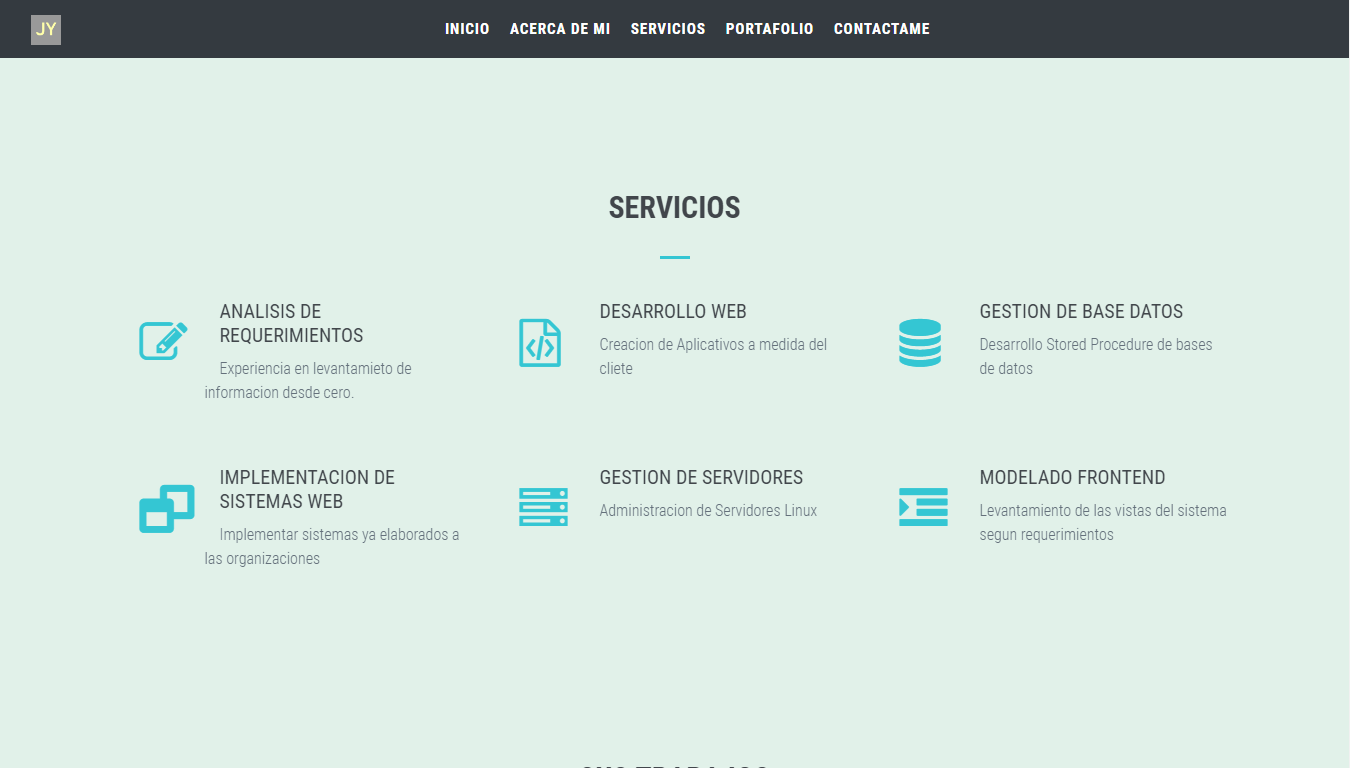 JY
INICIO ACERCA DE MI SERVICIOS PORTAFOLIO CONTACTAME
SERVICIOS
ANALISIS DE
REQUERIMIENTOS
Experiencia en levantamieto de
informacion desde cero.
DESARROLLO WEB
Creacion de Aplicativos a medida del
cliete
GESTION DE BASE DATOS
Desarrollo Stored Procedure de bases
de datos
IMPLEMENTACION DE
SISTEMAS WEB
Implementar sistemas ya elaborados a
las organizaciones
GESTION DE SERVIDORES
Administracion de Servidores Linux
MODELADO FRONTEND
Levantamiento de las vistas del sistema
segun requerimientos